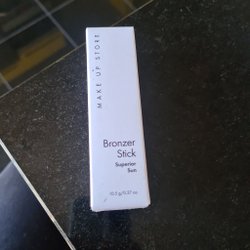 MAKE UP STORE
Bronzer
Stick
Superior
Sun
10.5 g/0.37 oz